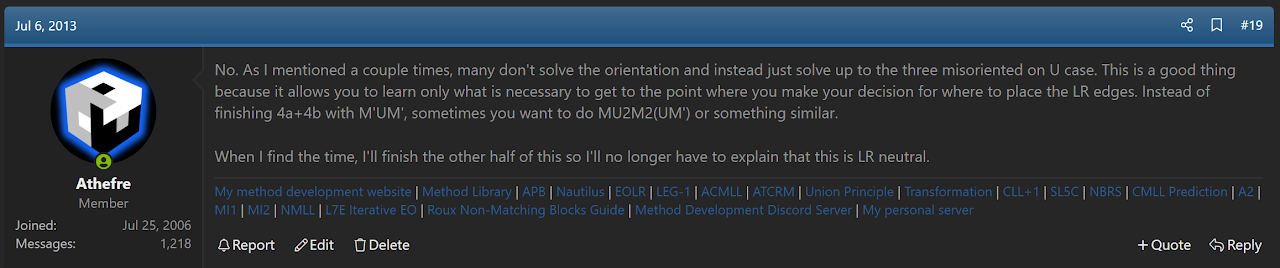 Jul 6, 2013
#19
No. As I mentioned a couple times, many don't solve the orientation and instead just solve up to the three misoriented on U case. This is a good thing
because it allows you to learn only what is necessary to get to the point where you make your decision for where to place the LR edges. Instead of
finishing 4a+4b with M'UM', sometimes you want to do MU2M2(UM') or something similar.
When I find the time, I'll finish the other half of this so I'll no longer have to explain that this is LR neutral.
Athefre
Member
Joined: Jul 25, 2006
Messages: 1,218
My method development website | Method Library | APB | Nautilus | EOLR | LEG-1 | ACMLL | ATCRM | Union Principle | Transformation | CLL+1 | SL5C | NBRS | CMLL Prediction | A2 |
MI1 | MI2 | NMLL | L7E Iterative EO | Roux Non-Matching Blocks Guide | Method Development Discord Server | My personal server
Report Edit Delete + Quote Reply